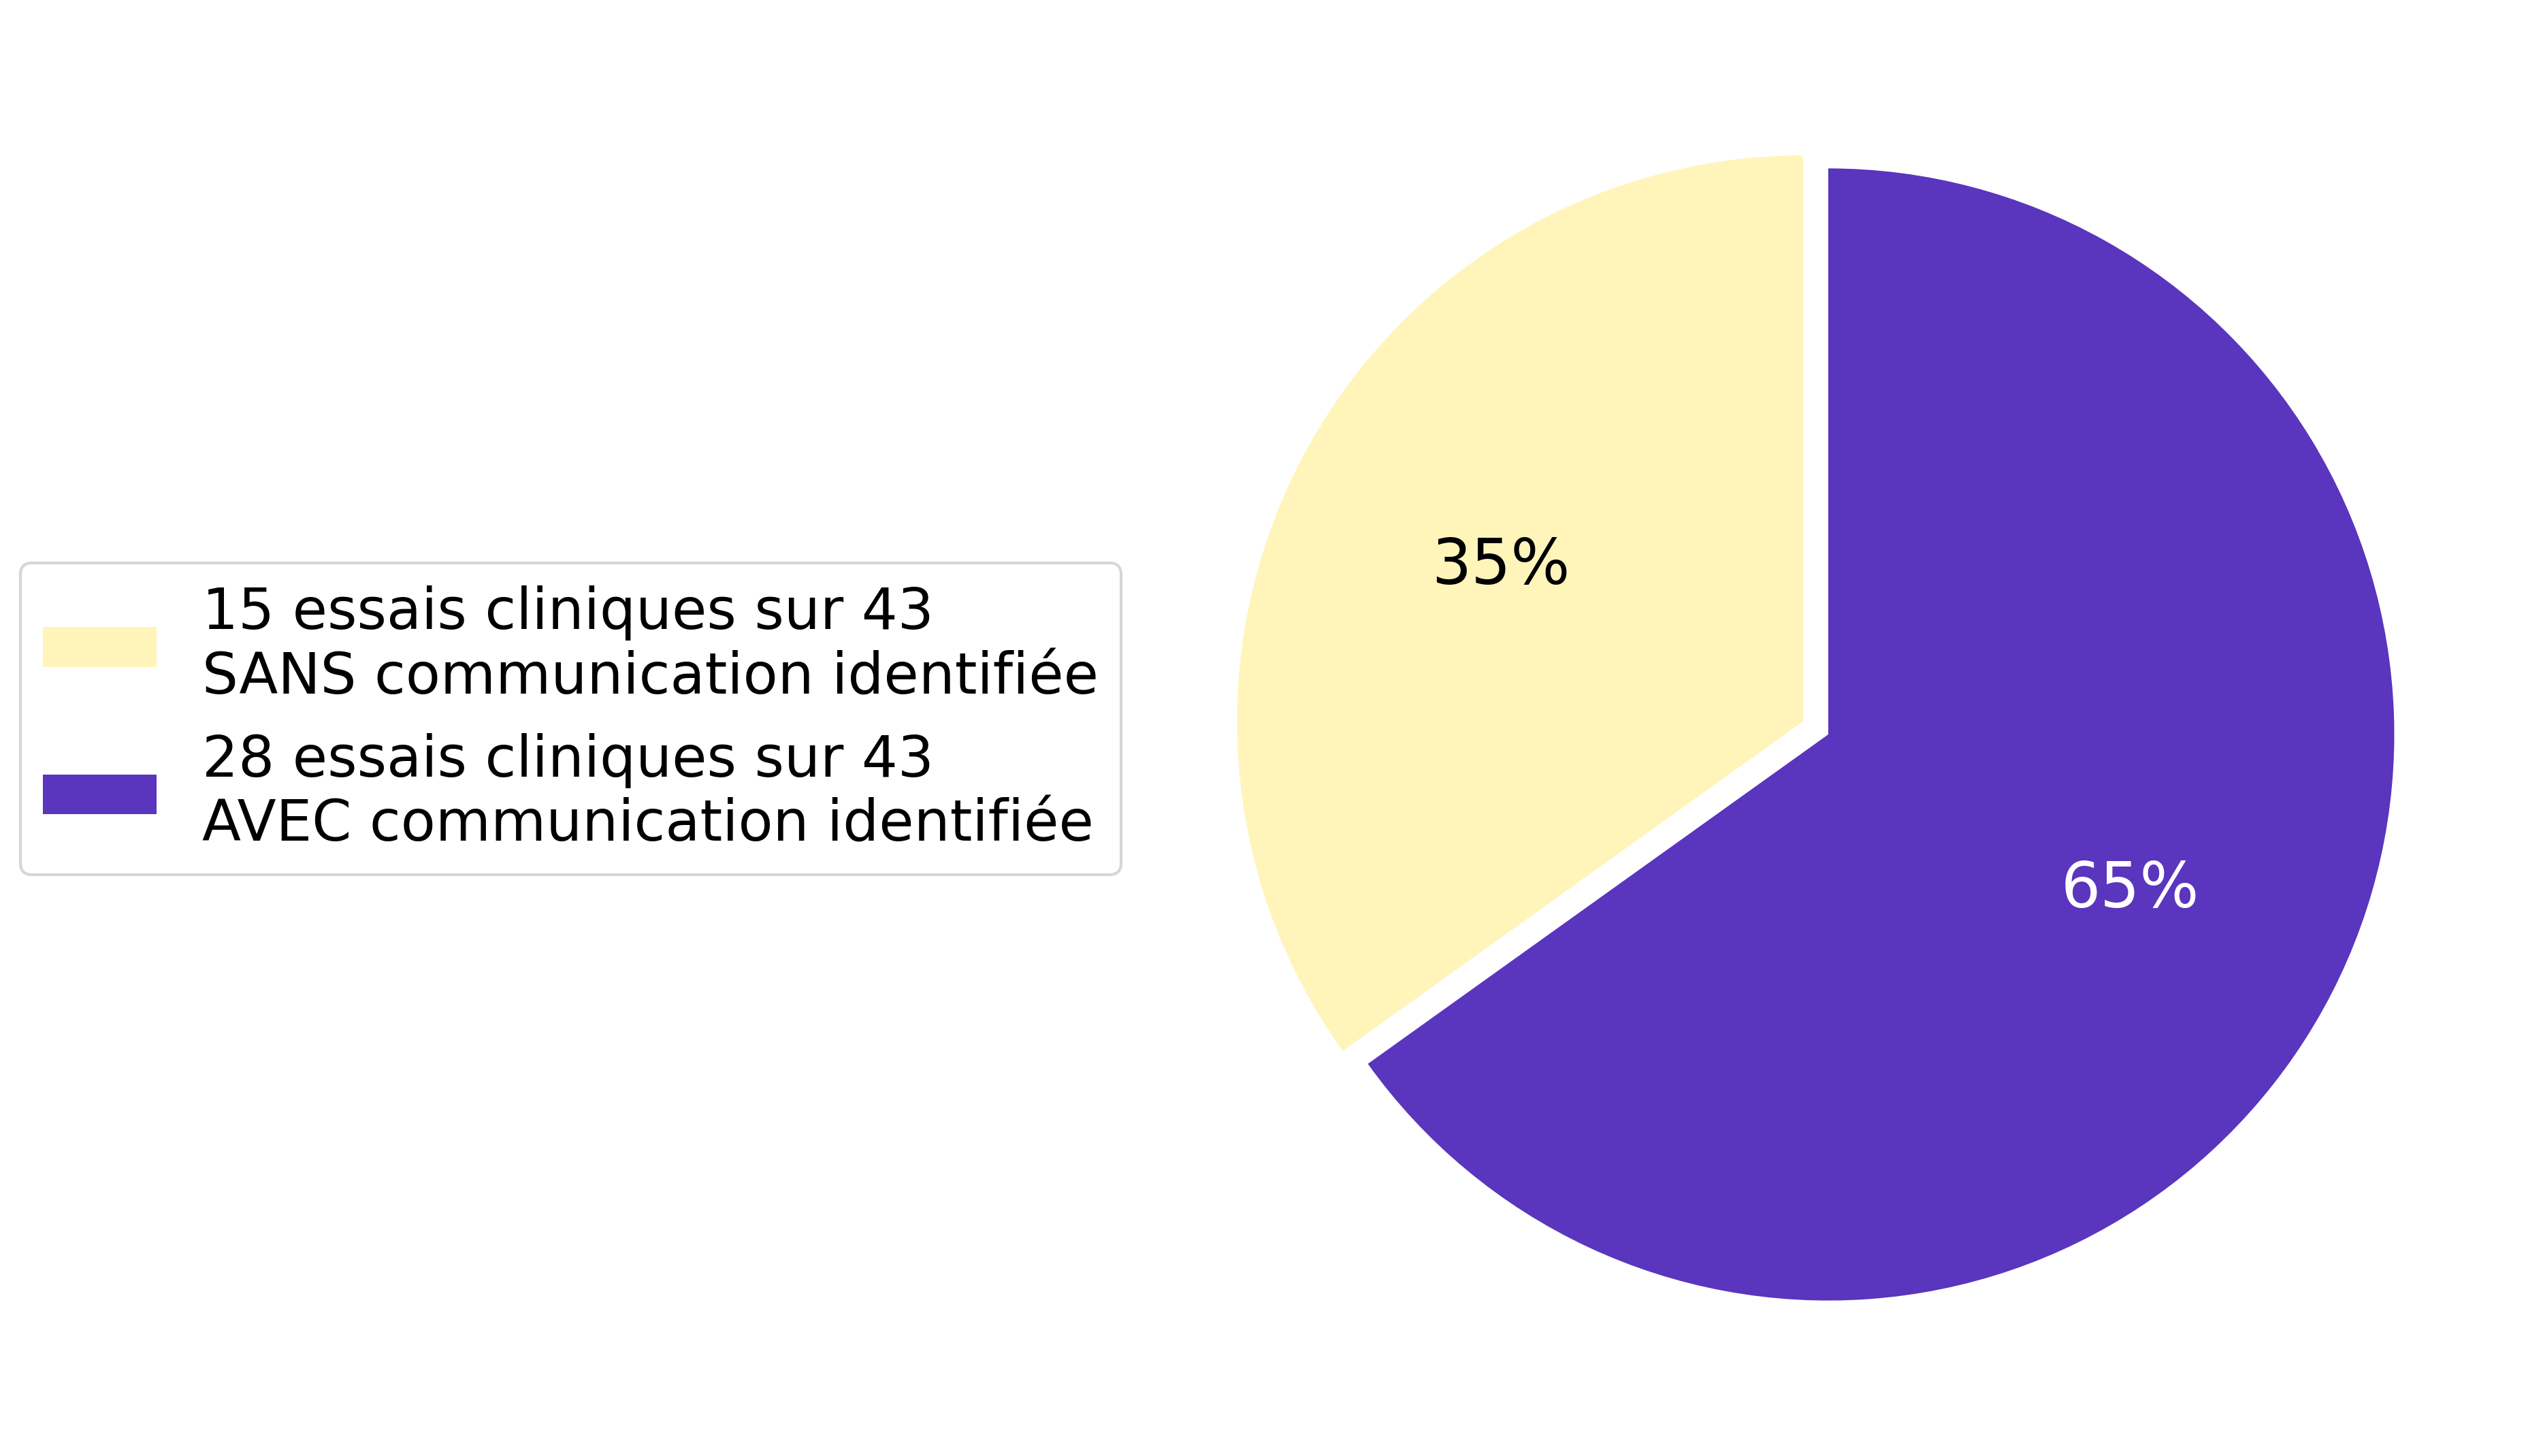 15 essais cliniques sur 43
SANS communication identifiée
28 essais cliniques sur 43
AVEC communication identifiée
35%
65%